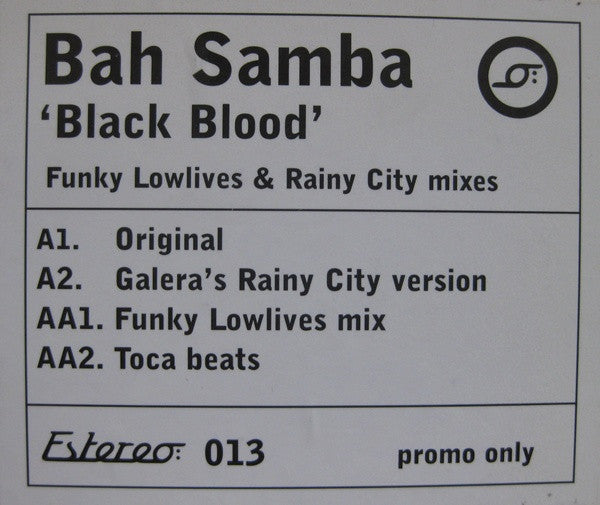 Bah Samba
‘Black Blood’
Funky Lowlives & Rainy City mixes
A1. Original
A2. Galera’s Rainy City version
AA1. Funky Lowlives mix
AA2. Toca beats
Estereo: 013 promo only